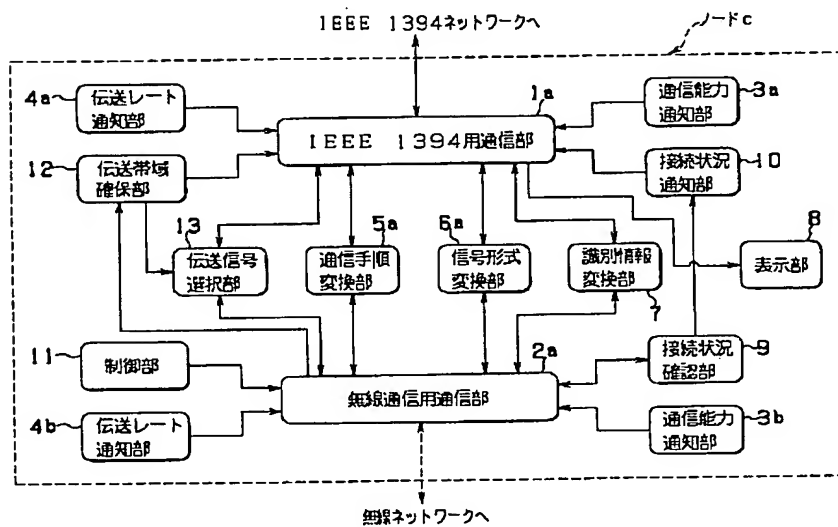 IEEE 1394ネットワークへ
ノードc
4a
伝送レート
通知部
1a
IEEE 1394用通信部
通信能力
通知部
3a
12
伝送帯域
確保部
接続状況
通知部
10
13
伝送信号
選択部
5a
通信手順
変換部
6a
信号形式
変換部
識別情報
変換部
7
8
表示部
11
制御部
2a
無線通信用通信部
接続状況
確認部
9
4b
伝送レート
通知部
通信能力
通知部
3b
無線ネットワークへ